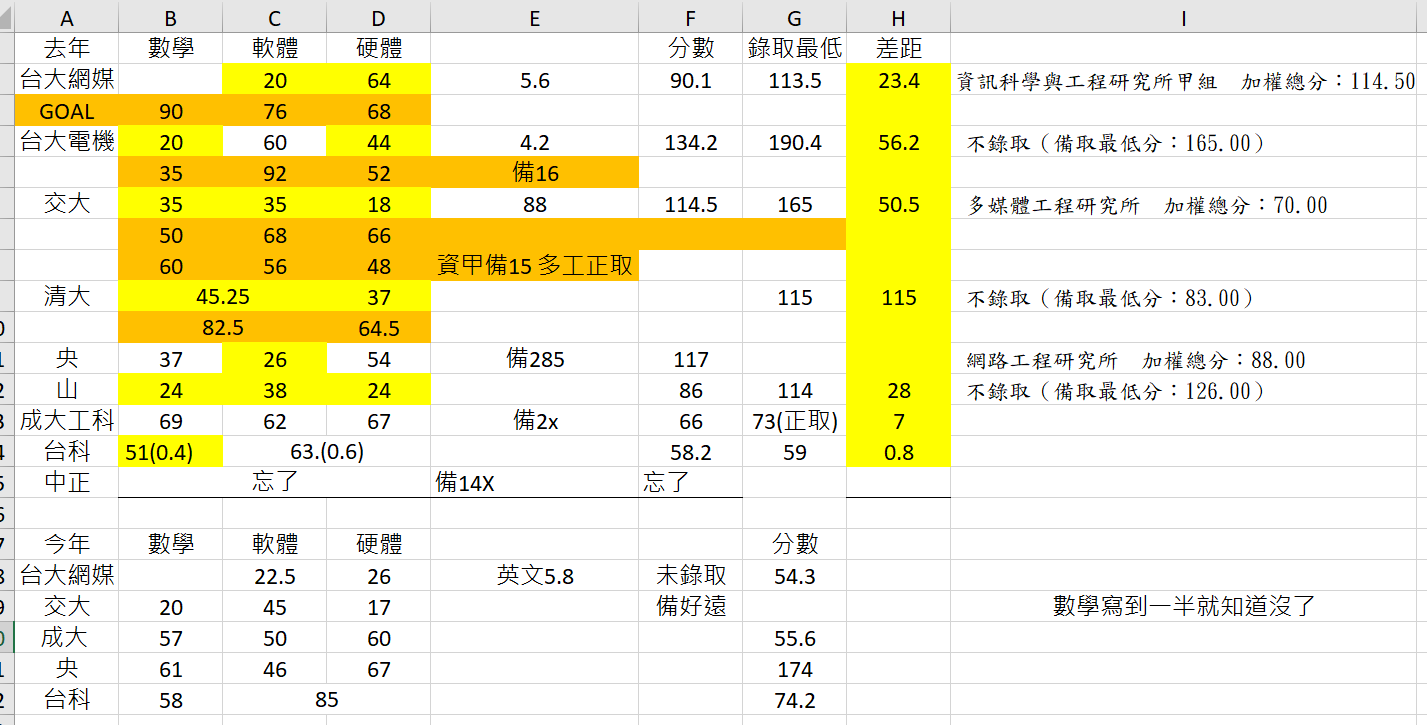 A B C D E F G H I
去年 數學 軟體 硬體 分數 錄取最低 差距
台大網媒 20 64 5.6 90.1 113.5 23.4 資訊科學與工程研究所甲組 加權總分：114.50
GOAL 90 76 68
台大電機 20 60 44 4.2 134.2 190.4 56.2 不錄取（備取最低分：165.00）
35 92 52 備16
交大 35 35 18 88 114.5 165 50.5 多媒體工程研究所 加權總分：70.00
50 68 66
60 56 48 資甲備15 多工正取
清大 45.25 37 115 115 不錄取（備取最低分：83.00）
82.5 64.5
央 37 26 54 備285 117 網路工程研究所 加權總分：88.00
山 24 38 24 86 114 28 不錄取（備取最低分：126.00）
成大工科 69 62 67 備2x 66 73(正取) 7
台科 51(0.4) 63.(0.6) 58.2 59 0.8
中正 忘了 備14X 忘了
今年 數學 軟體 硬體 分數
台大網媒 22.5 26 英文5.8 未錄取 54.3
交大 20 45 17 備好遠 數學寫到一半就知道沒了
成大 57 50 60 55.6
央 61 46 67 174
台科 58 85 74.2